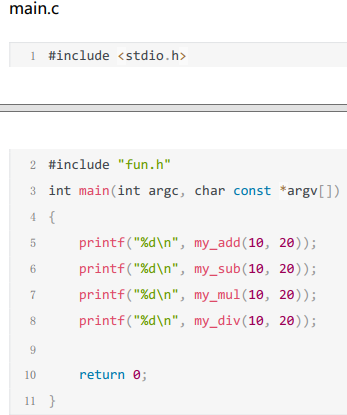 main.c
1 #include <stdio.h>
2 #include "fun.h"
3 int main(int argc, char const *argv[])
4 {
5     printf("%d\n", my_add(10, 20));
6     printf("%d\n", my_sub(10, 20));
7     printf("%d\n", my_mul(10, 20));
8     printf("%d\n", my_div(10, 20));
9
10     return 0;
11 }